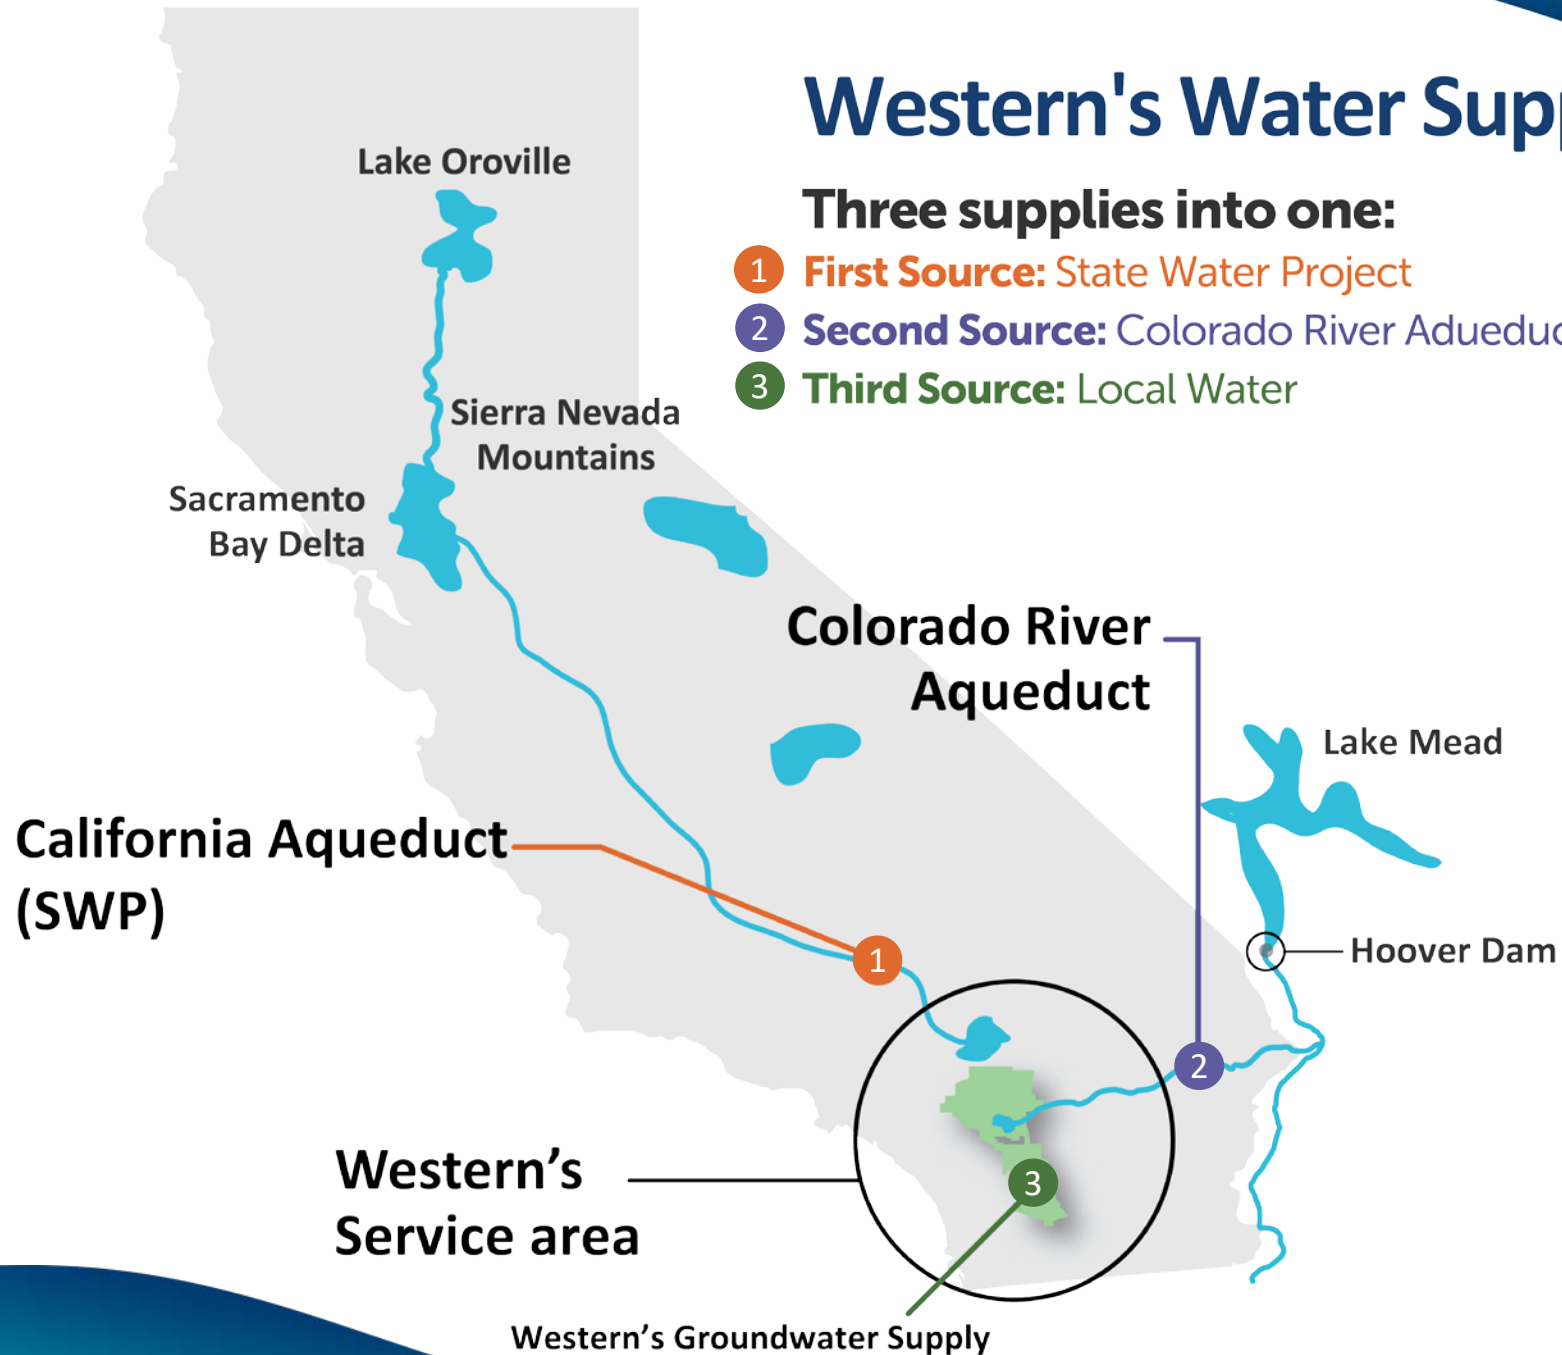 Western's Water Supp
Three supplies into one:
1 First Source: State Water Project
2 Second Source: Colorado River Adueduc
3 Third Source: Local Water
Lake Oroville
Sierra Nevada
Mountains
Sacramento
Bay Delta
Colorado River
Aqueduct
Lake Mead
California Aqueduct
(SWP)
1
Hoover Dam
2
Western’s
Service area
3
Western’s Groundwater Supply